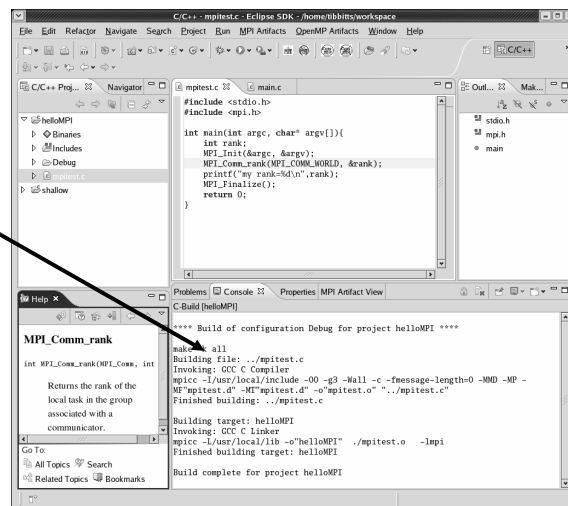 C/C++ - mpitest.c - Eclipse SDK - /home/tibbitts/workspace
File Edit Refactor Navigate Search Project Run MPI Artifacts OpenMP Artifacts Window Help
C/C++
C/C++ Proj... Navigator
helloMPI
Binaries
Includes
Debug
mpitest.c
shallow
mpitest.c main.c
#include <stdio.h>
#include <mpi.h>
int main(int argc, char* argv[]){
int rank;
MPI_Init(&argc, &argv);
MPI_Comm_rank(MPI_COMM_WORLD, &rank);
printf("my rank=%d\n",rank);
MPI_Finalize();
return 0;
}
Outl... Mak...
stdio.h
mpi.h
main
Help
MPI_Comm_rank
int MPI_Comm_rank(MPI_Comm, int
Returns the rank of the
local task in the group
associated with a
communicator.
Go To:
All Topics Search
Related Topics Bookmarks
Problems Console Properties MPI Artifact View
C-Build [helloMPI]
**** Build of configuration Debug for project helloMPI ****
make -k all
Building file: ../mpitest.c
Invoking: GCC C Compiler
mpicc -I/usr/local/include -O0 -g3 -Wall -c -fmessage-length=0 -MMD -MP -
MF"mpitest.d" -MT"mpitest.d" -o"mpitest.o" "../mpitest.c"
Finished building: ../mpitest.c
Building target: helloMPI
Invoking: GCC C Linker
mpicc -L/usr/local/lib -o"helloMPI" ./mpitest.o -lmpi
Finished building target: helloMPI
Build complete for project helloMPI